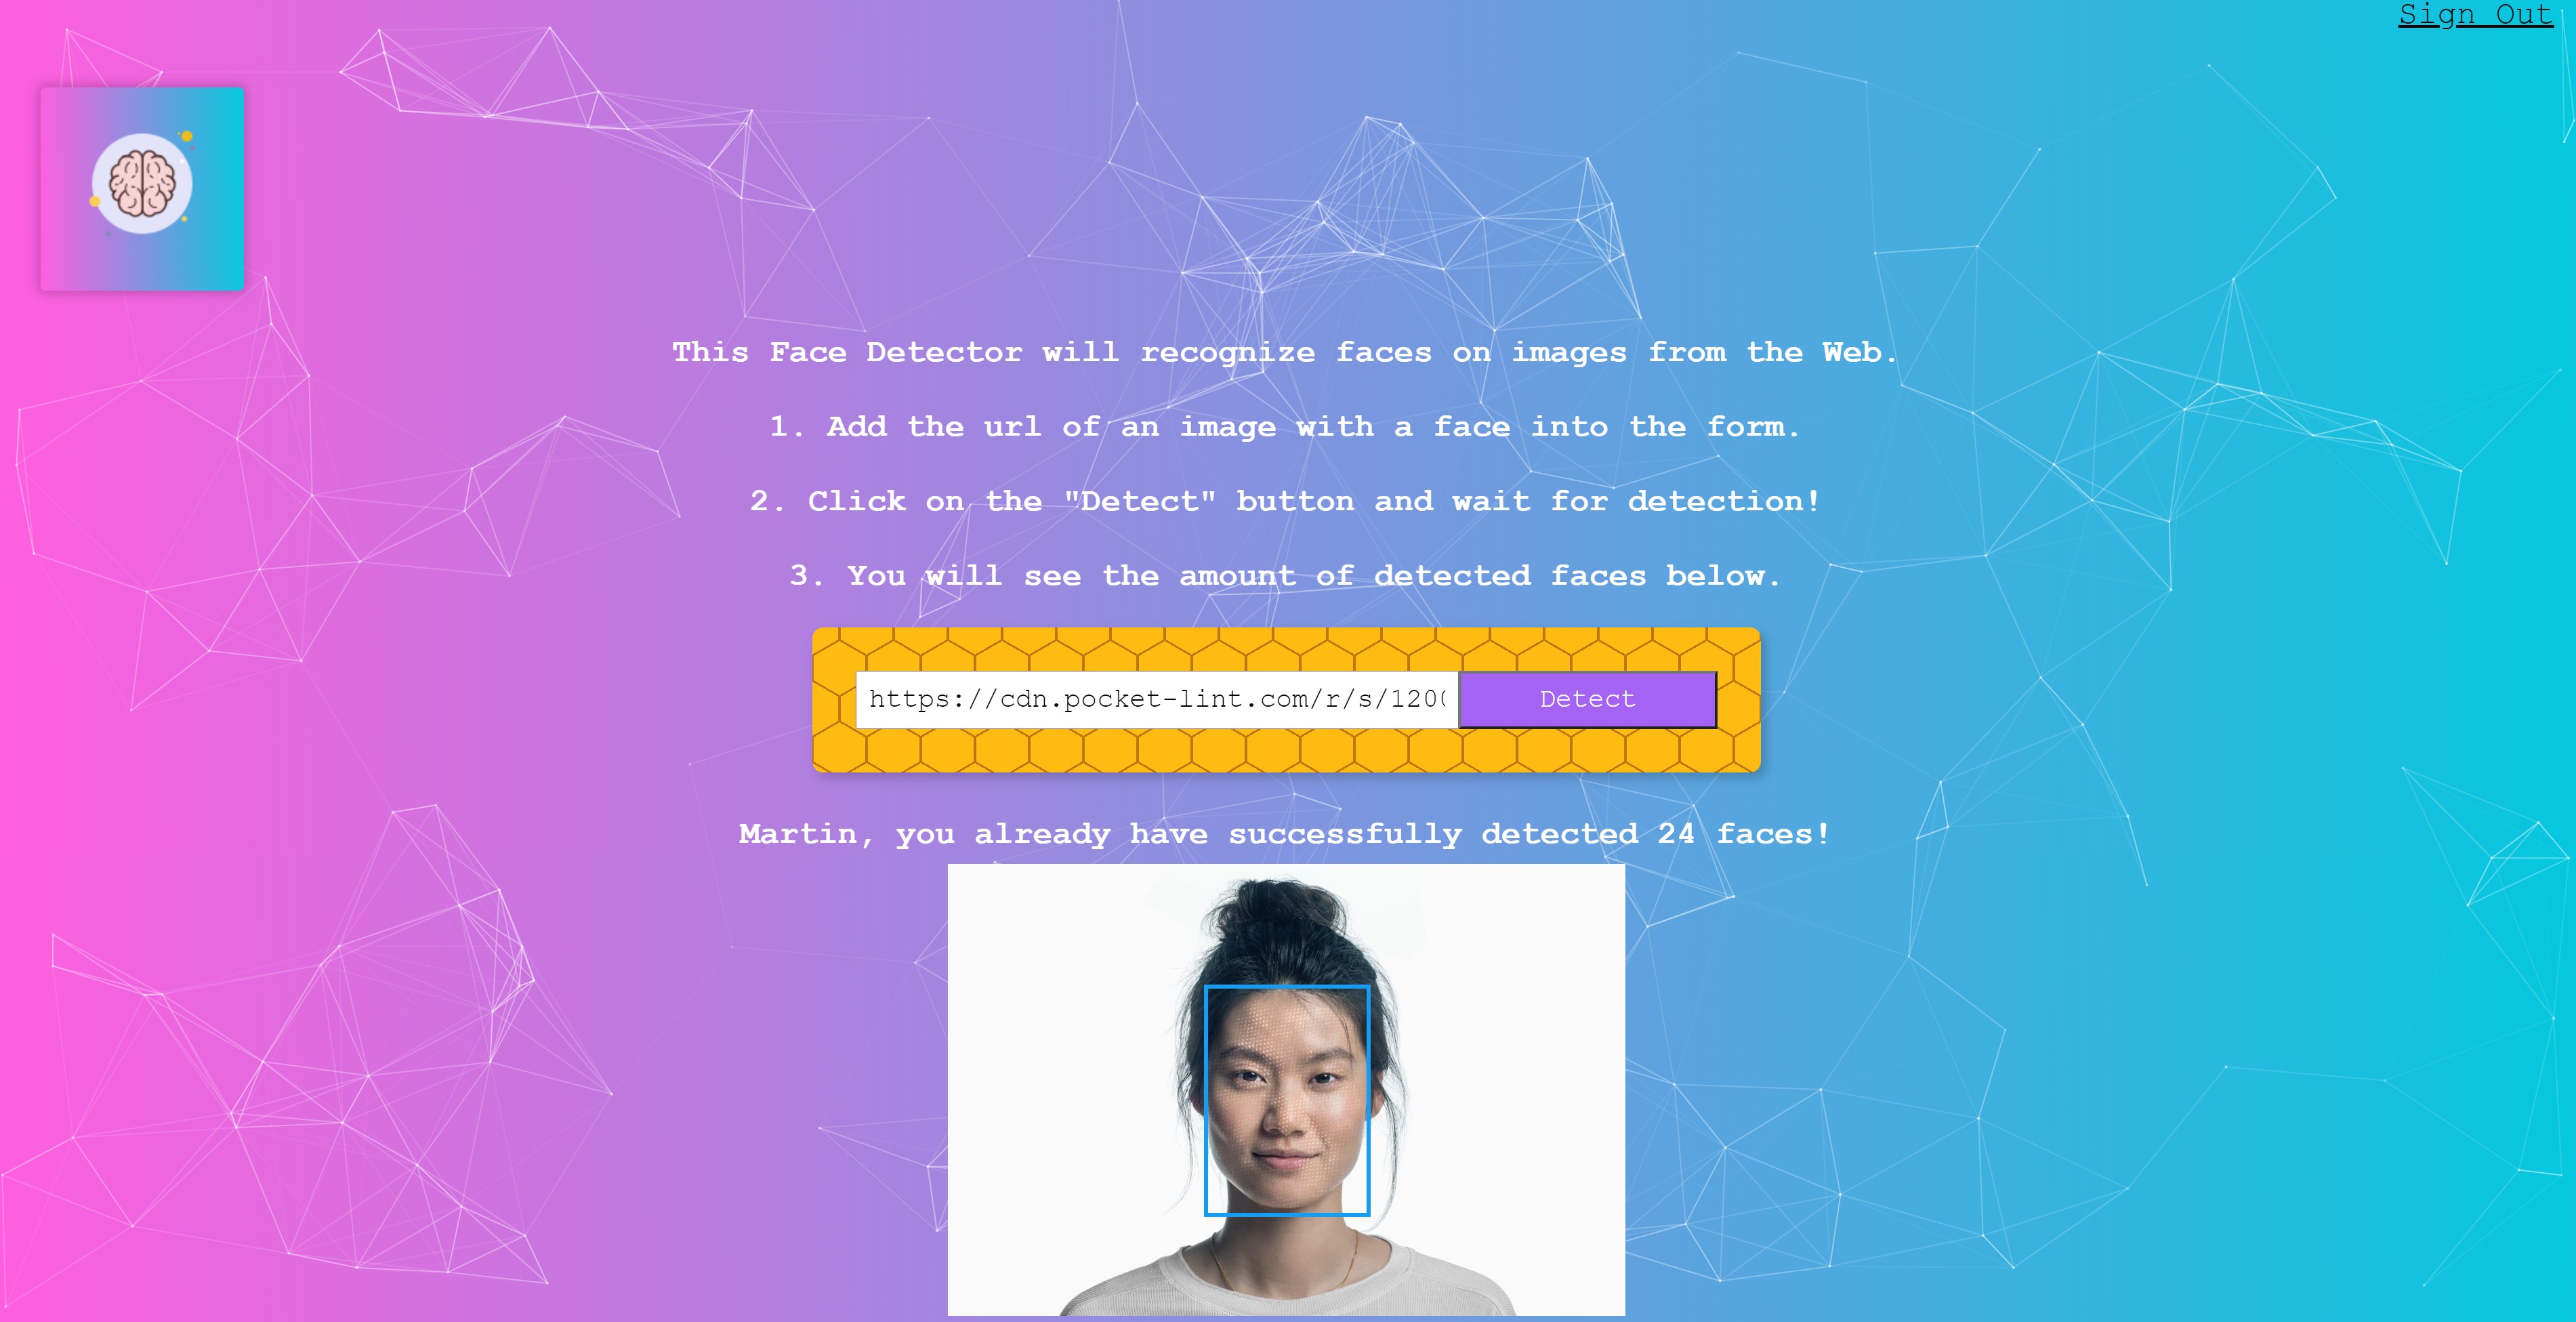 Sign Out
This Face Detector will recognize faces on images from the Web.
1. Add the url of an image with a face into the form.
2. Click on the "Detect" button and wait for detection!
3. You will see the amount of detected faces below.
https://cdn.pocket-lint.com/r/s/1200 Detect
Martin, you already have successfully detected 24 faces!